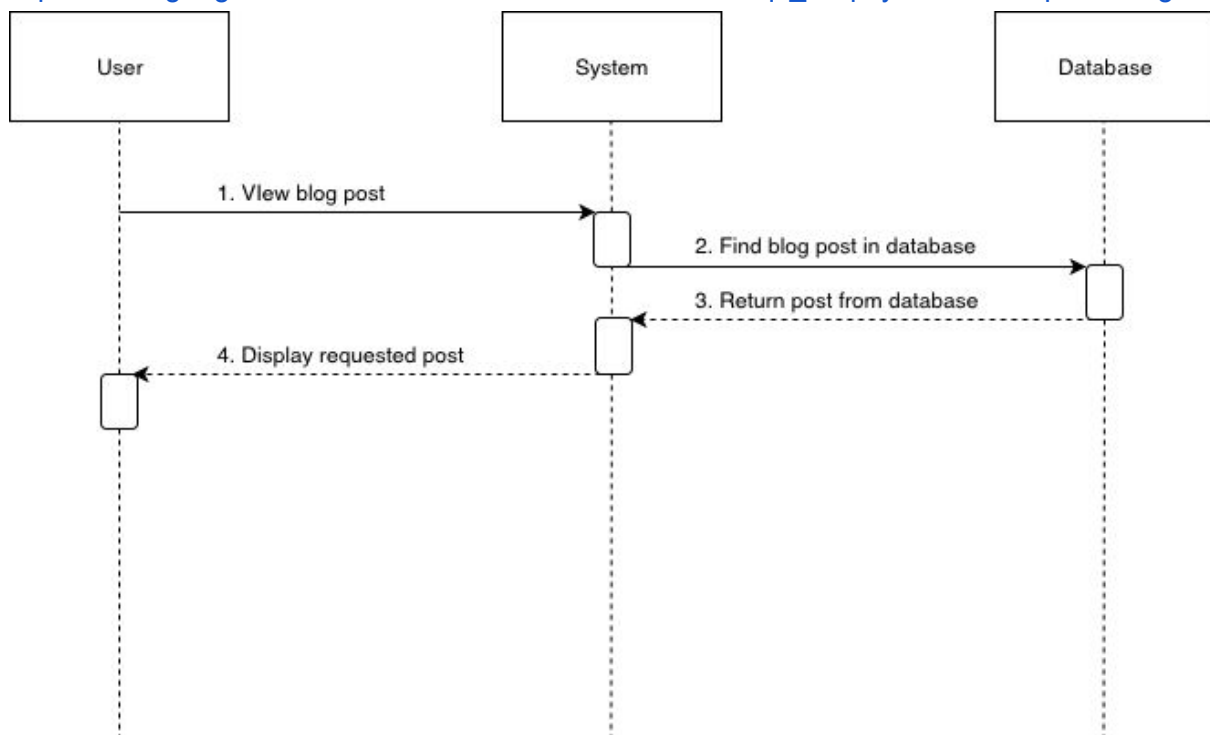 User
System
Database
1. VIew blog post
2. Find blog post in database
3. Return post from database
4. Display requested post